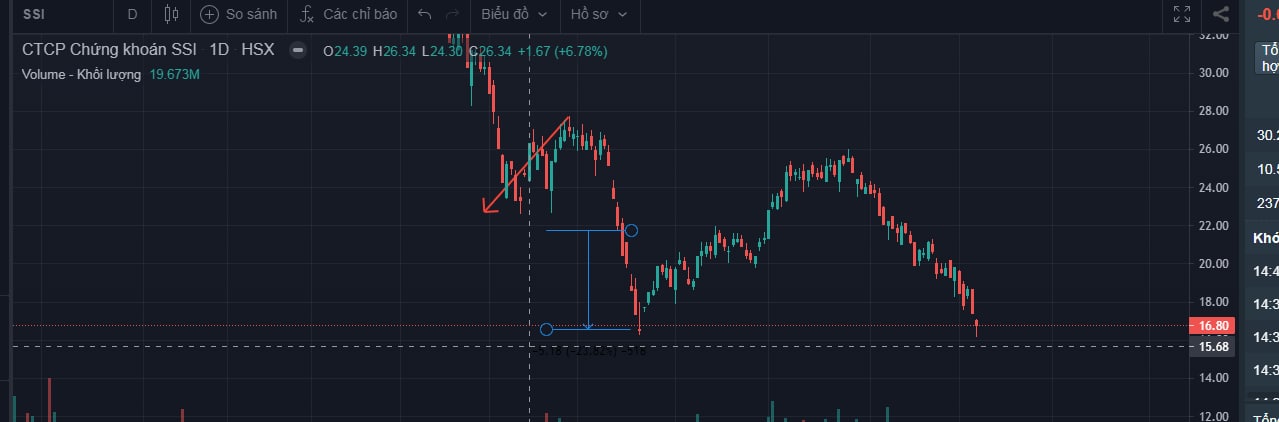 SSI D So sánh Các chỉ báo Biểu đồ Hồ sơ
CTCP Chứng khoán SSI 1D HSX O24.39 H26.34 L24.30 C26.34 +1.67 (+6.78%)
Volume - Khối lượng 19.673M
32.00
30.00
28.00
26.00
24.00
22.00
20.00
18.00
16.80
15.68
14.00
12.00
−5.18 (−23.82%) −518
-0.
Tổ
hợ
30.2
10.5
237
Khó
14:4
14:3
14:3
14:3